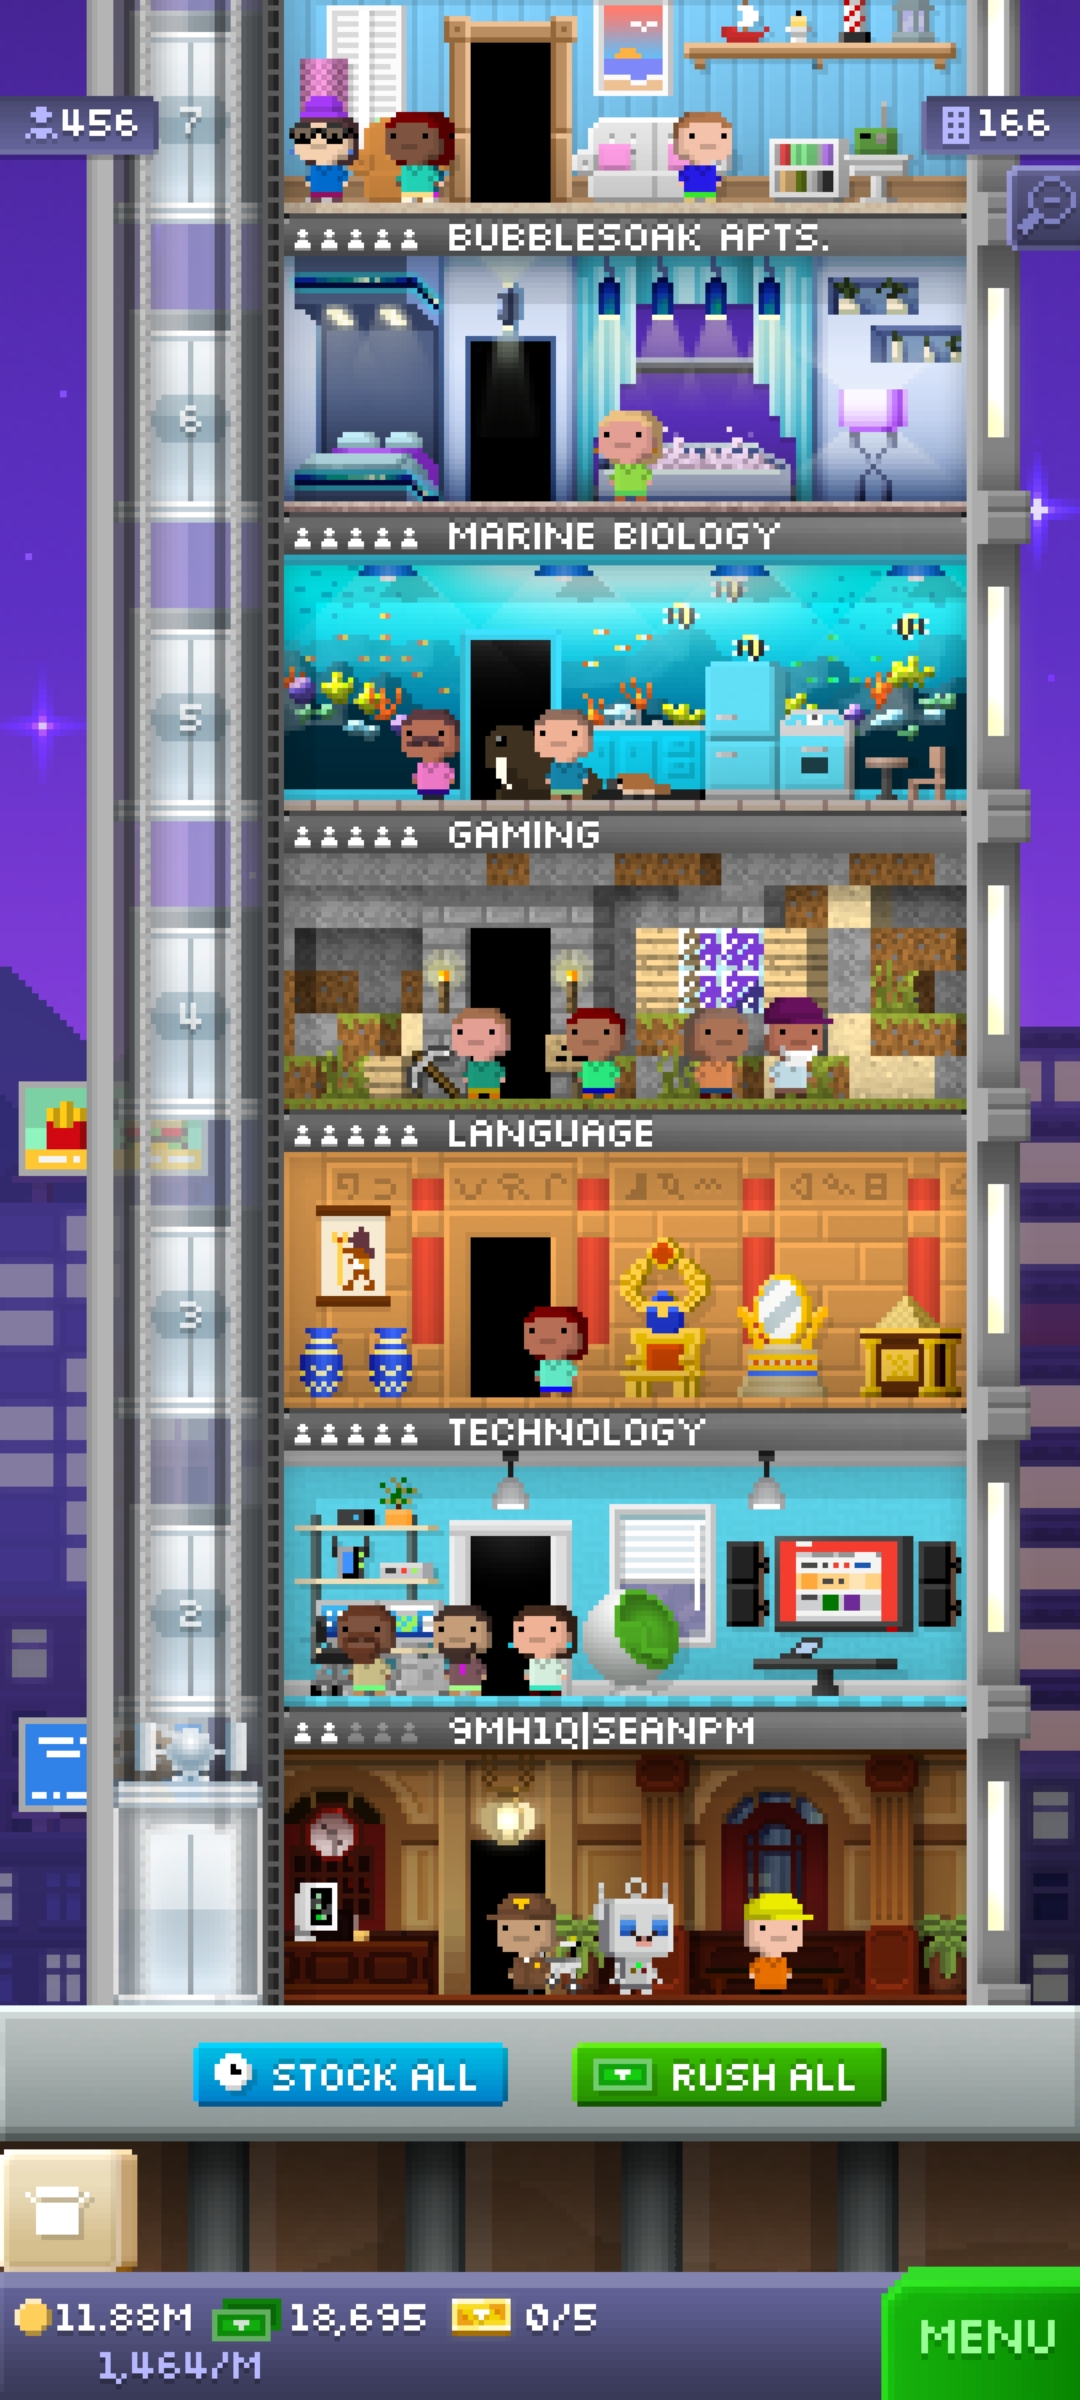 456
7
166
BUBBLESOAK APTS.
6
MARINE BIOLOGY
5
GAMING
4
LANGUAGE
3
TECHNOLOGY
2
9MH1Q|SEANPM
STOCK ALL
RUSH ALL
11.88M 18,695 0/5
1,464/M
MENU